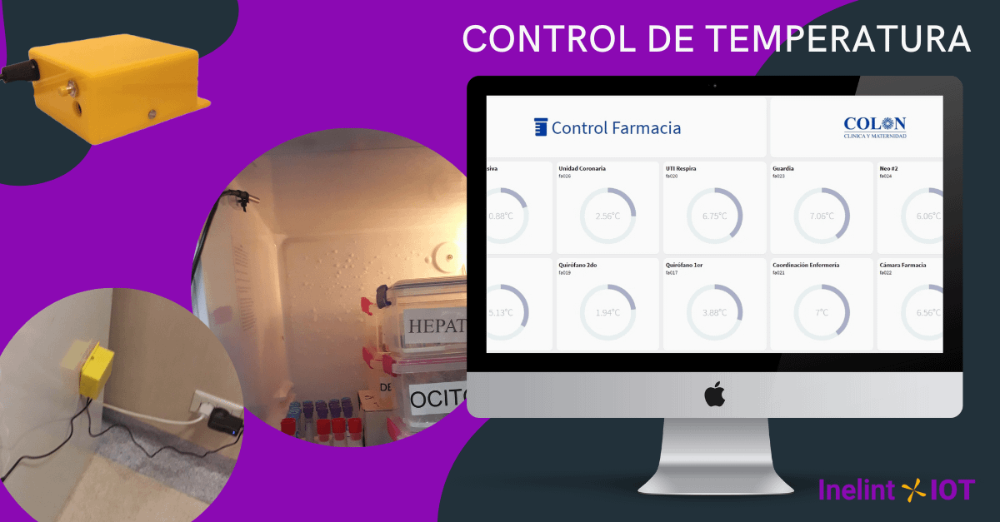 CONTROL DE TEMPERATURA
Control Farmacia
COLON
CLINICA Y MATERNIDAD
siva
0.88°C
Unidad Coronaria
fa026
2.56°C
UTI Respira
fa020
6.75°C
Guardia
fa023
7.06°C
Neo #2
fa024
6.06°C
5.13°C
Quirófano 2do
fa019
1.94°C
Quirófano 1er
fa017
3.88°C
Coordinación Enfermería
fa021
7°C
Cámara Farmacia
fa022
6.56°C
HEPAT
DE
OCITO
Inelint IOT